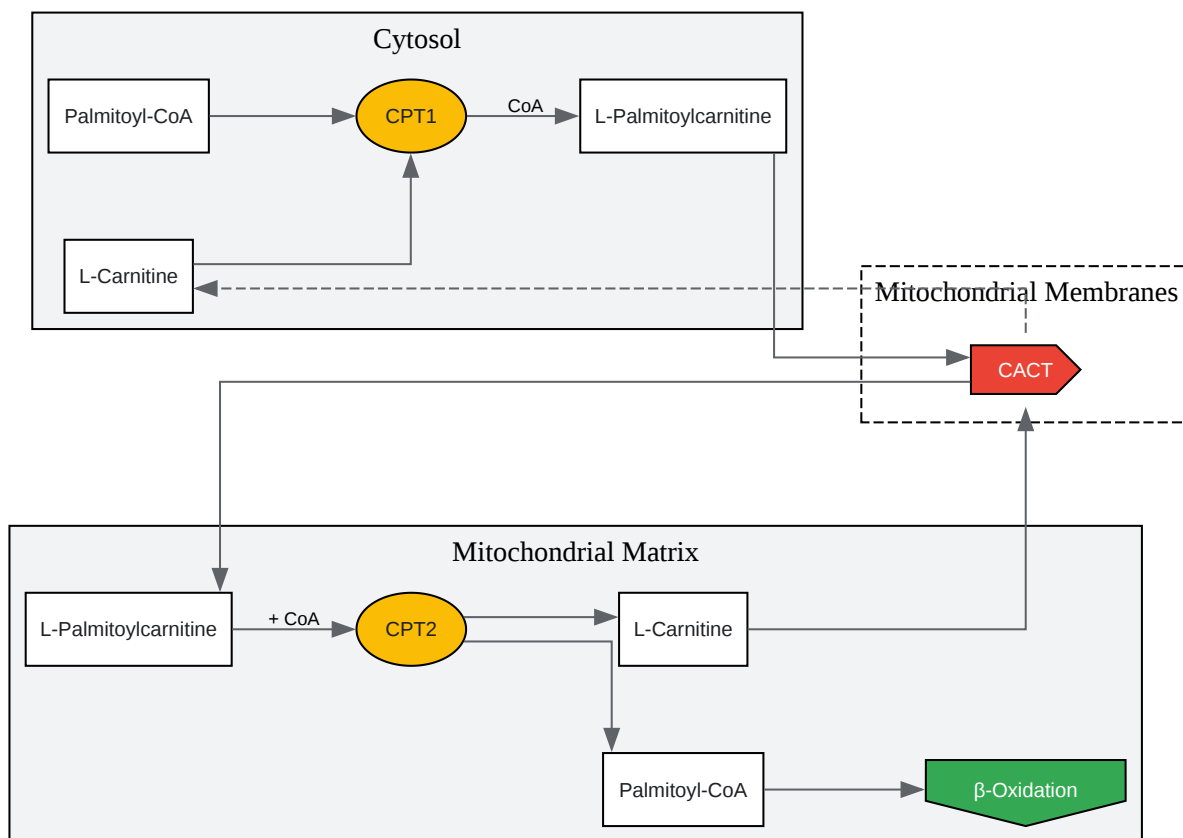 Cytosol
Palmitoyl-CoA
CPT1
CoA
L-Palmitoylcarnitine
L-Carnitine
Mitochondrial Membranes
CACT
Mitochondrial Matrix
L-Palmitoylcarnitine
+ CoA
CPT2
L-Carnitine
Palmitoyl-CoA
β-Oxidation